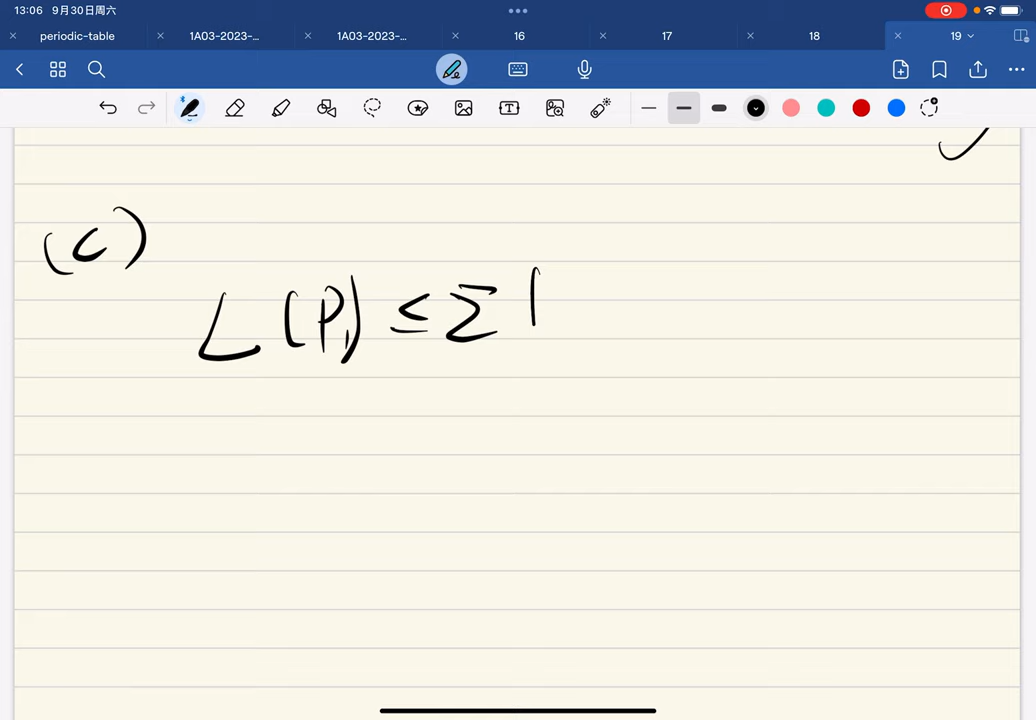 13:06 9月30日周六
periodic-table 1A03-2023-... 1A03-2023-... 16 17 18 19
(c)
L(P) ≤ Σ |